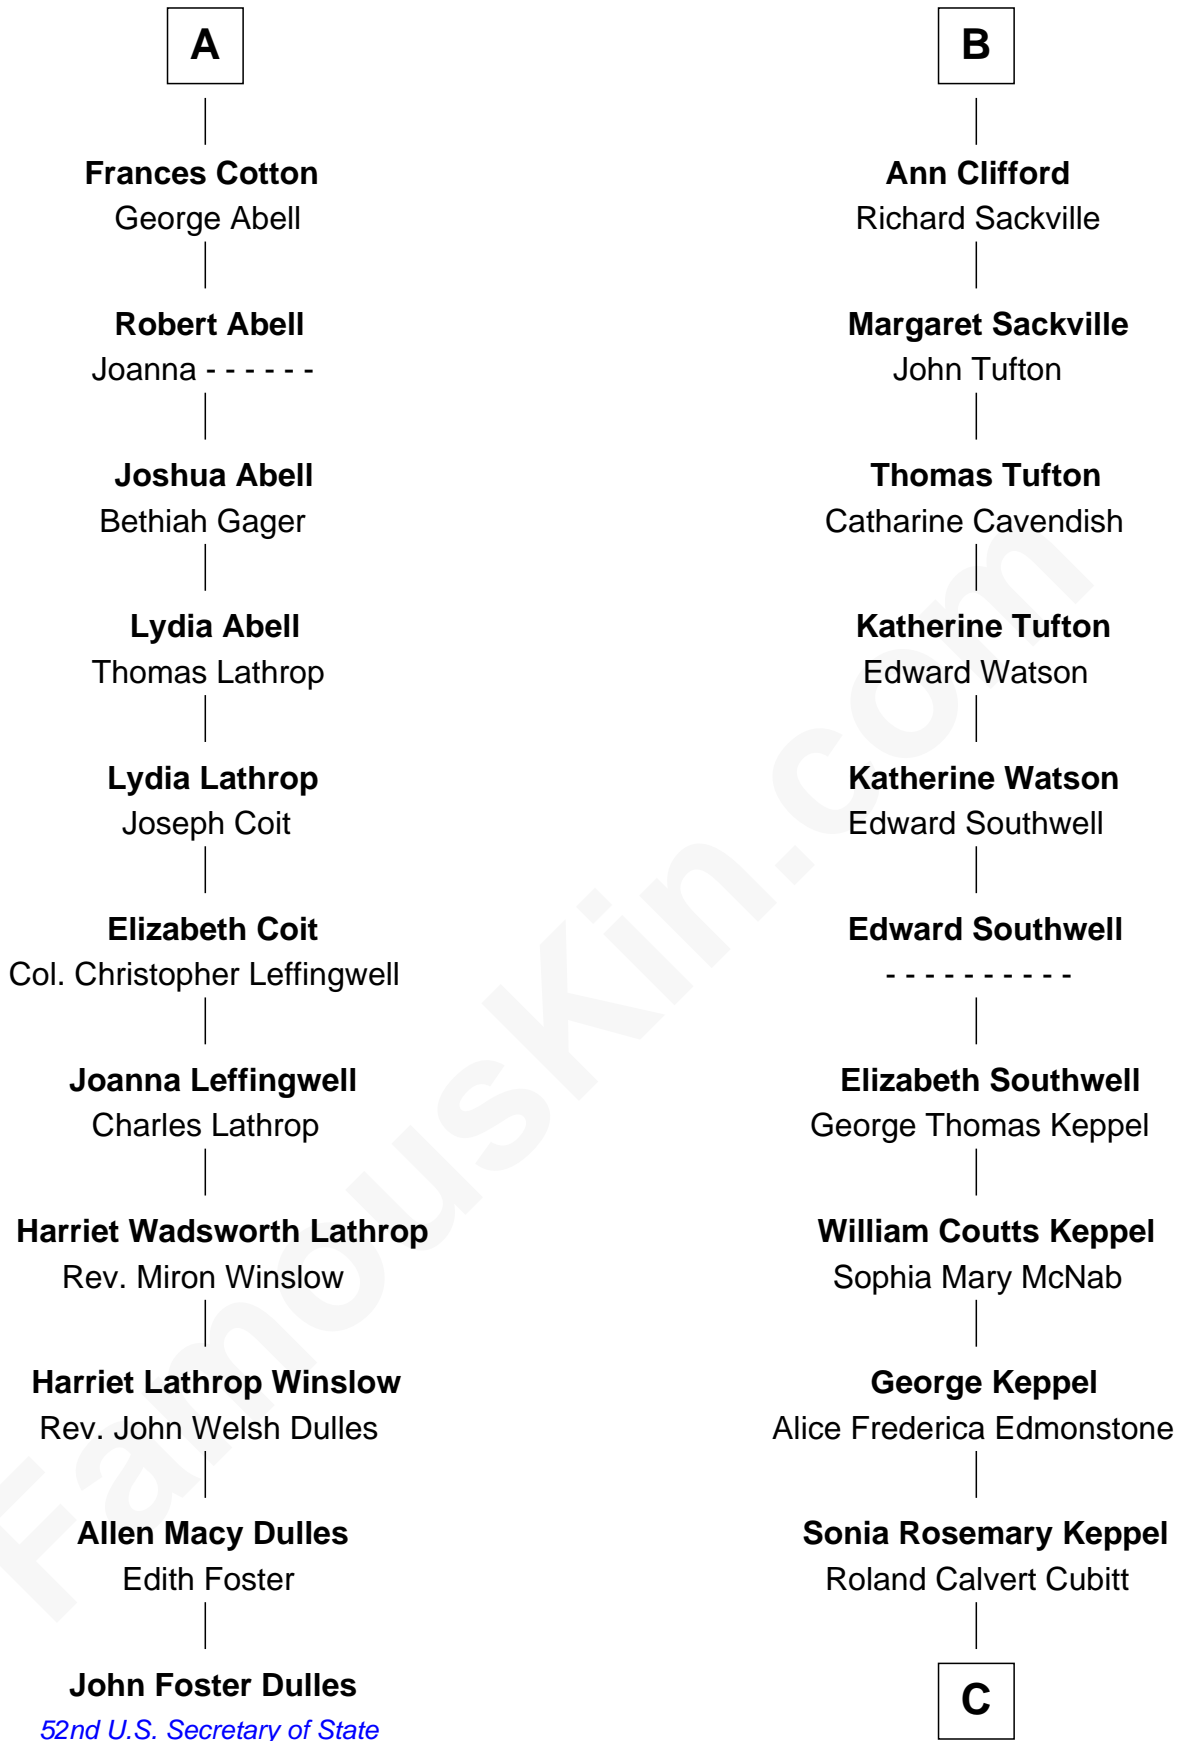 A
Frances Cotton
George Abell
Robert Abell
Joanna - - - - - -
Joshua Abell
Bethiah Gager
Lydia Abell
Thomas Lathrop
Lydia Lathrop
Joseph Coit
Elizabeth Coit
Col. Christopher Leffingwell
Joanna Leffingwell
Charles Lathrop
Harriet Wadsworth Lathrop
Rev. Miron Winslow
Harriet Lathrop Winslow
Rev. John Welsh Dulles
Allen Macy Dulles
Edith Foster
John Foster Dulles
52nd U.S. Secretary of State
B
Ann Clifford
Richard Sackville
Margaret Sackville
John Tufton
Thomas Tufton
Catharine Cavendish
Katherine Tufton
Edward Watson
Katherine Watson
Edward Southwell
Edward Southwell
- - - - - - - - - -
Elizabeth Southwell
George Thomas Keppel
William Coutts Keppel
Sophia Mary McNab
George Keppel
Alice Frederica Edmonstone
Sonia Rosemary Keppel
Roland Calvert Cubitt
C
FamousKin.com